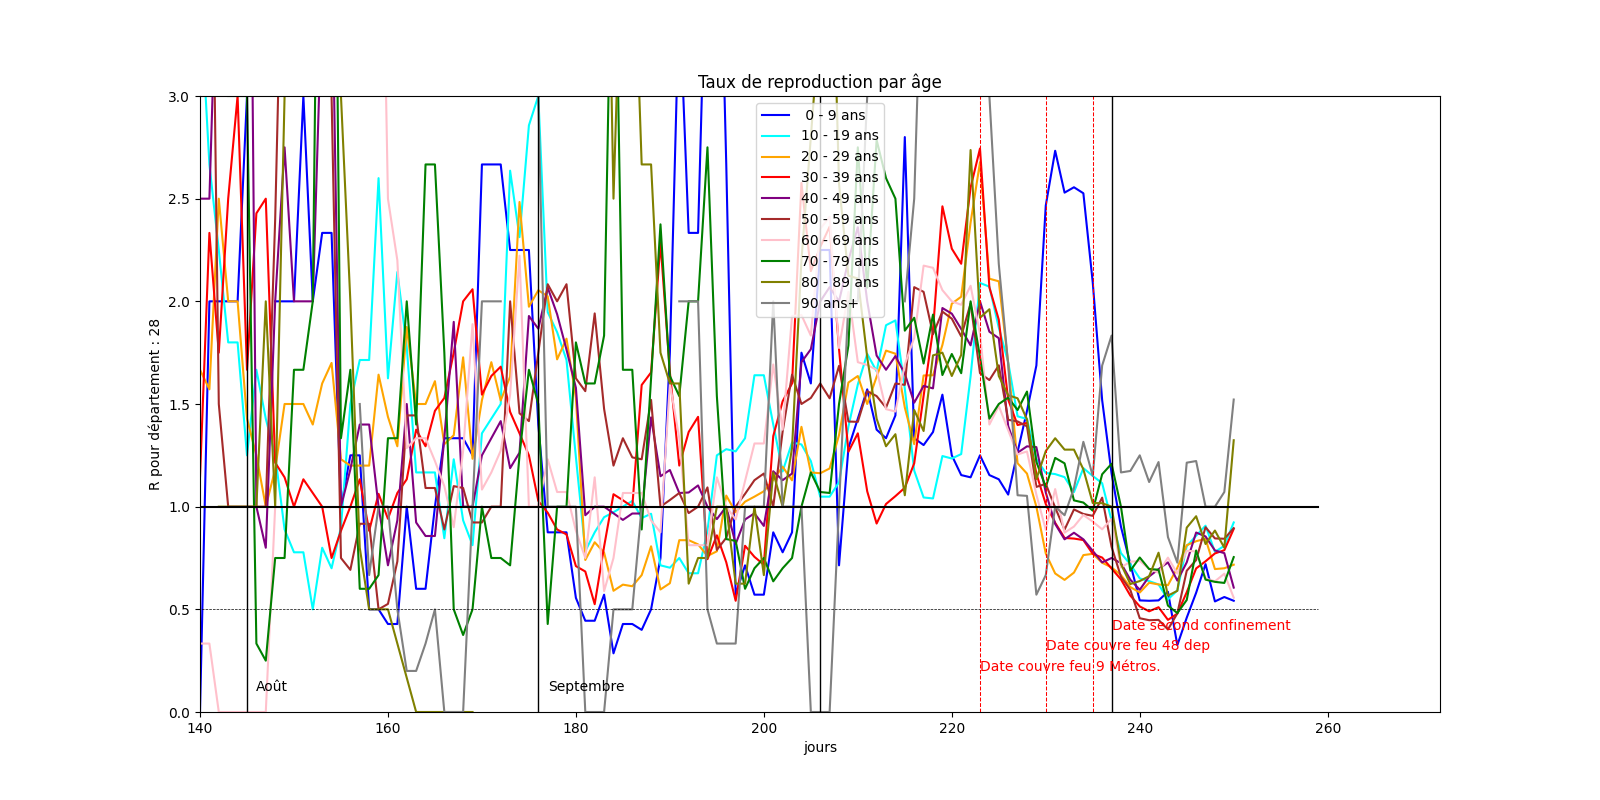 Taux de reproduction par âge
3.0
2.5
2.0
1.5
1.0
0.5
0.0
R pour département : 28
0 - 9 ans
10 - 19 ans
20 - 29 ans
30 - 39 ans
40 - 49 ans
50 - 59 ans
60 - 69 ans
70 - 79 ans
80 - 89 ans
90 ans+
Date second confinement
Date couvre feu 48 dep
Date couvre feu 9 Métros.
Août
Septembre
140
160
180
200
220
240
260
jours